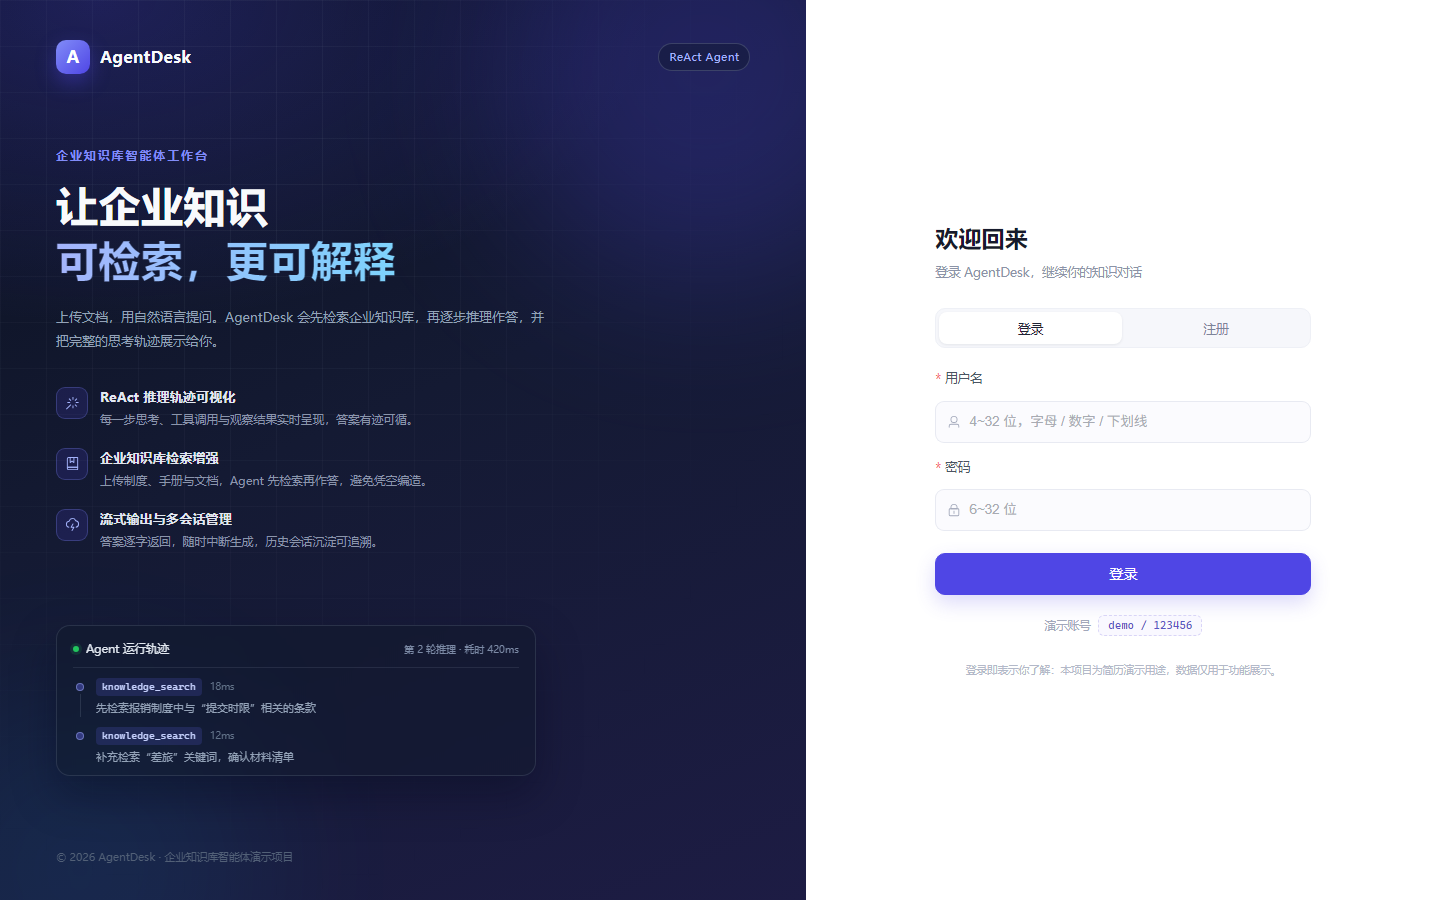 A AgentDesk
ReAct Agent
企业知识库智能体工作台
让企业知识
可检索，更可解释
上传文档，用自然语言提问。AgentDesk 会先检索企业知识库，再逐步推理作答，并
把完整的思考轨迹展示给你。
ReAct 推理轨迹可视化
每一步思考、工具调用与观察结果实时呈现，答案有迹可循。
企业知识库检索增强
上传制度、手册与文档，Agent 先检索再作答，避免凭空编造。
流式输出与多会话管理
答案逐字返回，随时中断生成，历史会话沉淀可追溯。
Agent 运行轨迹
第 2 轮推理 · 耗时 420ms
knowledge_search 18ms
先检索报销制度中与“提交时限”相关的条款
knowledge_search 12ms
补充检索“差旅”关键词，确认材料清单
© 2026 AgentDesk · 企业知识库智能体演示项目
欢迎回来
登录 AgentDesk，继续你的知识对话
登录
注册
* 用户名
4~32 位，字母 / 数字 / 下划线
* 密码
6~32 位
登录
演示账号 demo / 123456
登录即表示你了解：本项目为简历演示用途，数据仅用于功能展示。